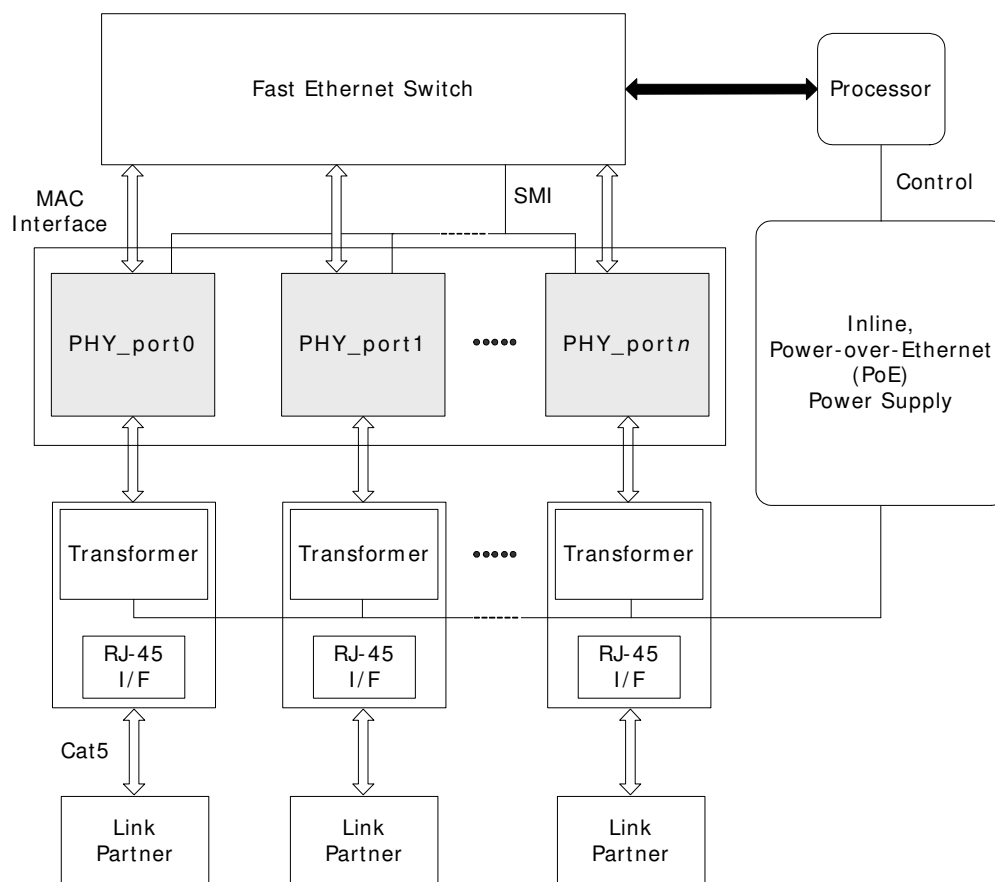 Fast Ethernet Switch
Processor
MAC
Interface
SMI
Control
PHY_port0
PHY_port1
PHY_portn
Inline,
Power-over-Ethernet
(PoE)
Power Supply
Transformer
Transformer
Transformer
RJ-45
I/F
RJ-45
I/F
RJ-45
I/F
Cat5
Link
Partner
Link
Partner
Link
Partner